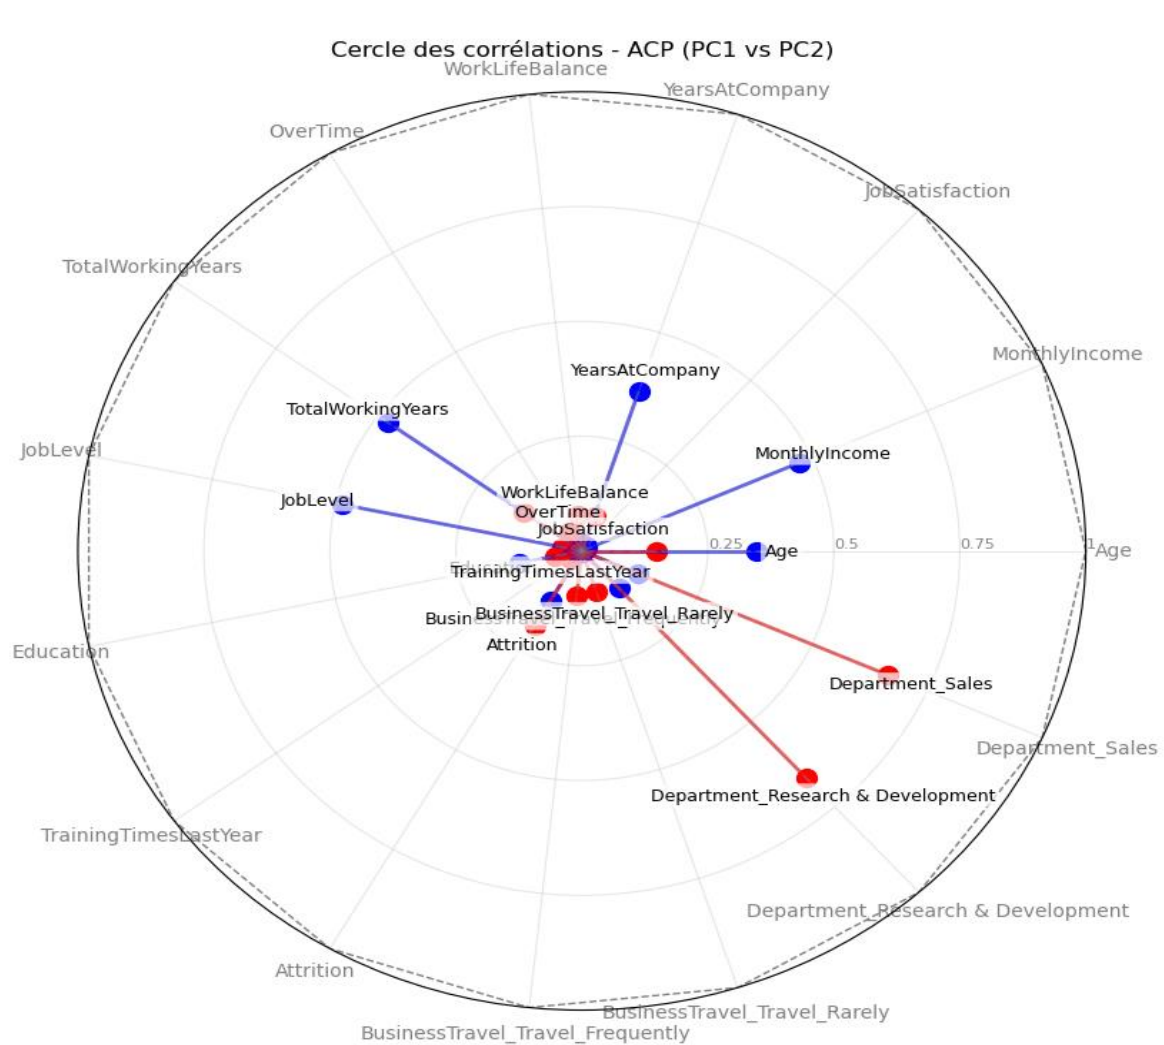 Cercle des corrélations - ACP (PC1 vs PC2)
WorkLifeBalance
YearsAtCompany
OverTime
JobSatisfaction
TotalWorkingYears
MonthlyIncome
YearsAtCompany
TotalWorkingYears
MonthlyIncome
JobLevel
JobLevel
WorkLifeBalance
OverTime
JobSatisfaction
0.25
0.5
0.75
1
Age
Age
Education
TrainingTimesLastYear
BusinessTravel_Travel_Rarely
BusinessTravel_Travel_Frequently
Attrition
Education
Department_Sales
Department_Sales
Department_Research & Development
TrainingTimesLastYear
Department_Research & Development
Attrition
BusinessTravel_Travel_Rarely
BusinessTravel_Travel_Frequently